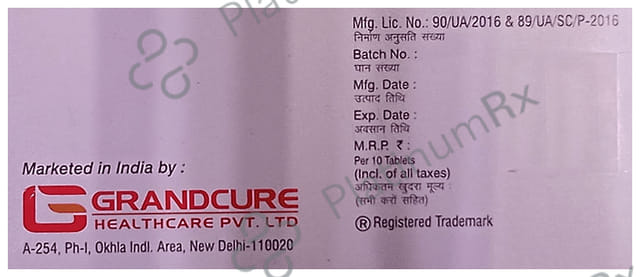 Mfg. Lic. No.: 90/UA/2016 & 89/UA/SC/P-2016
निर्माण अनुसति संख्या
Batch No. :
घान संख्या
Mfg. Date :
उत्पाद तिथि
Exp. Date :
अवसान तिथि
M.R.P. ₹ :
Per 10 Tablets
(Incl. of all taxes)
अधिकतम खुदरा मूल्य :
(सभी करों सहित)
® Registered Trademark
Marketed in India by :
GRANDCURE
HEALTHCARE PVT. LTD
A-254, Ph-I, Okhla Indl. Area, New Delhi-110020
PlatinumRx